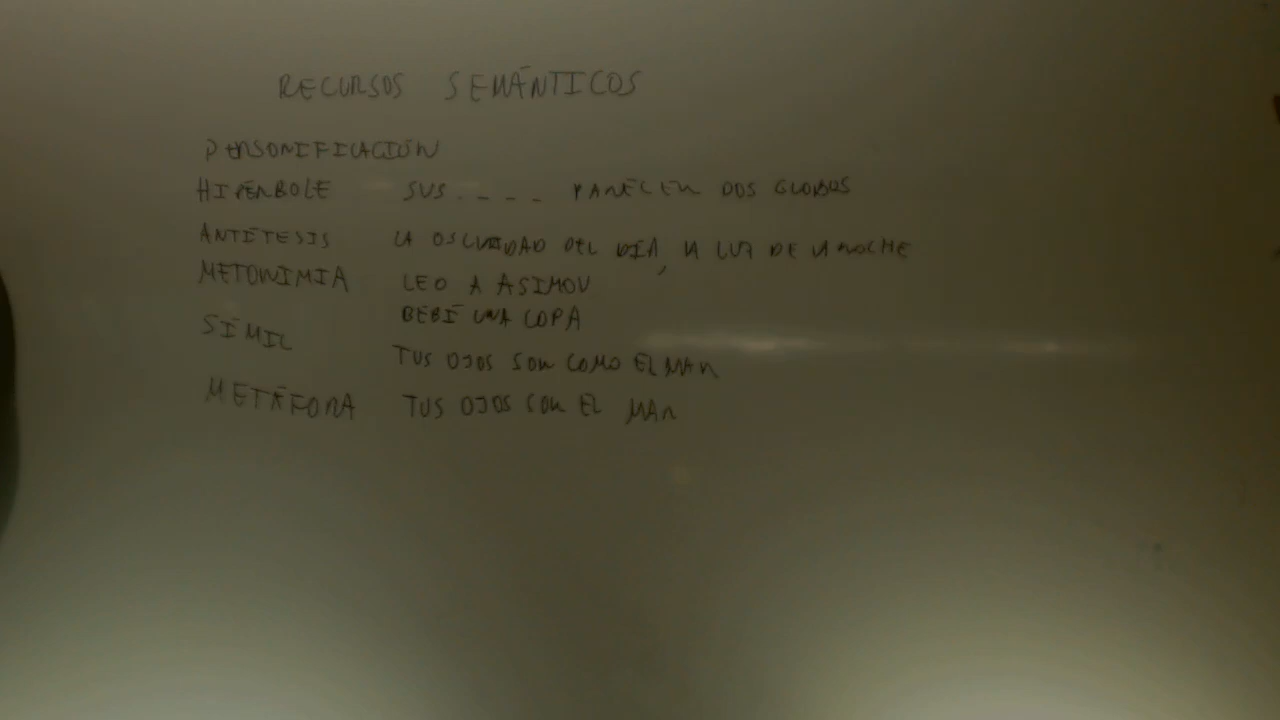 RECURSOS SEMÁNTICOS
PERSONIFICACIÓN
HIPÉRBOLE SUS . _ _ _ PARECEN DOS GLOBOS
ANTÍTESIS LA OSCURIDAD DEL DÍA, LA LUZ DE LA NOCHE
METONIMIA LEO A ASIMOV
BEBÍ UNA COPA
SÍMIL TUS OJOS SON COMO EL MAR
METÁFORA TUS OJOS CON EL MAR